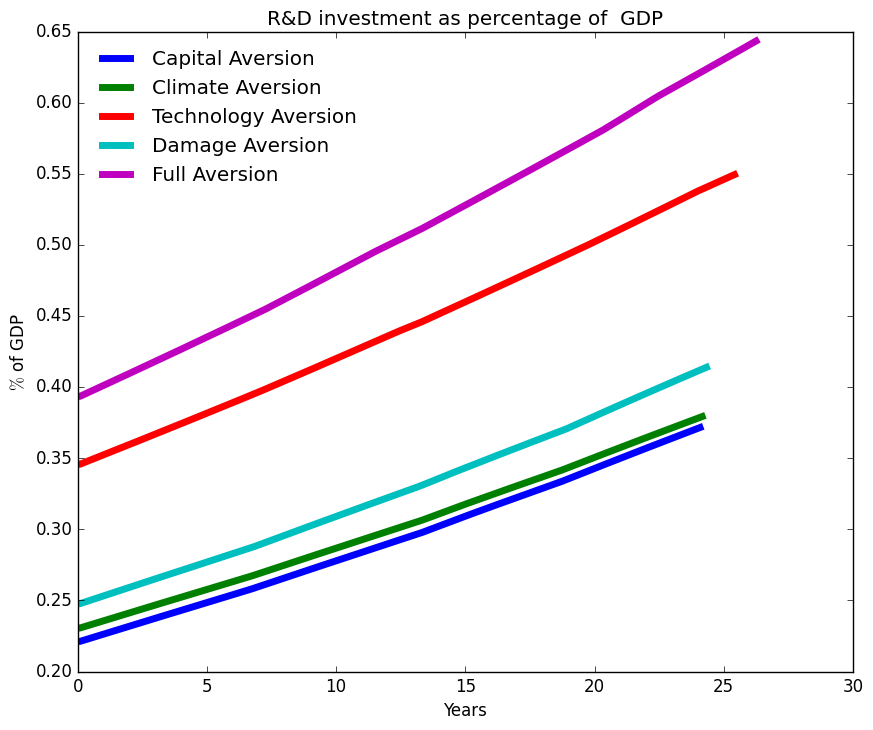 R&D investment as percentage of  GDP
0.65
0.60
0.55
0.50
0.45
0.40
0.35
0.30
0.25
0.20
% of GDP
Capital Aversion
Climate Aversion
Technology Aversion
Damage Aversion
Full Aversion
0 5 10 15 20 25 30
Years